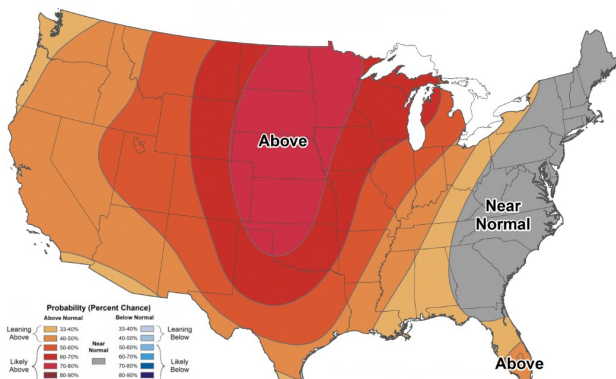 Above
Near
Normal
Above
Probability (Percent Chance)
Above Normal
Below Normal
Leaning
Above
33-40%
40-50%
Likely
Above
50-60%
60-70%
70-80%
80-90%
Near
Normal
33-40%
40-50%
Leaning
Below
50-60%
60-70%
70-80%
80-90%
Likely
Below